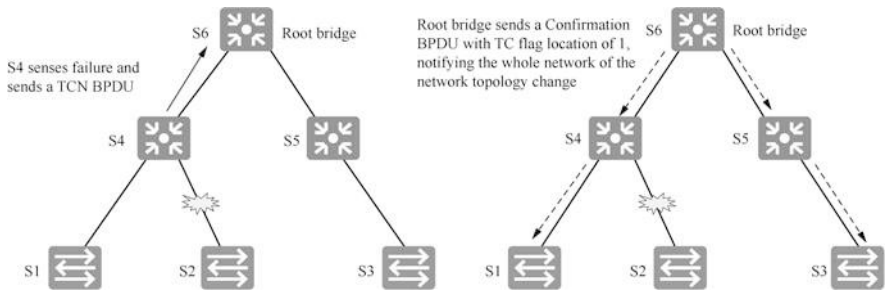 S6
Root bridge
S4 senses failure and
sends a TCN BPDU
S4
S5
S1
S2
S3
Root bridge sends a Confirmation
BPDU with TC flag location of 1,
notifying the whole network of the
network topology change
S6
Root bridge
S4
S5
S1
S2
S3